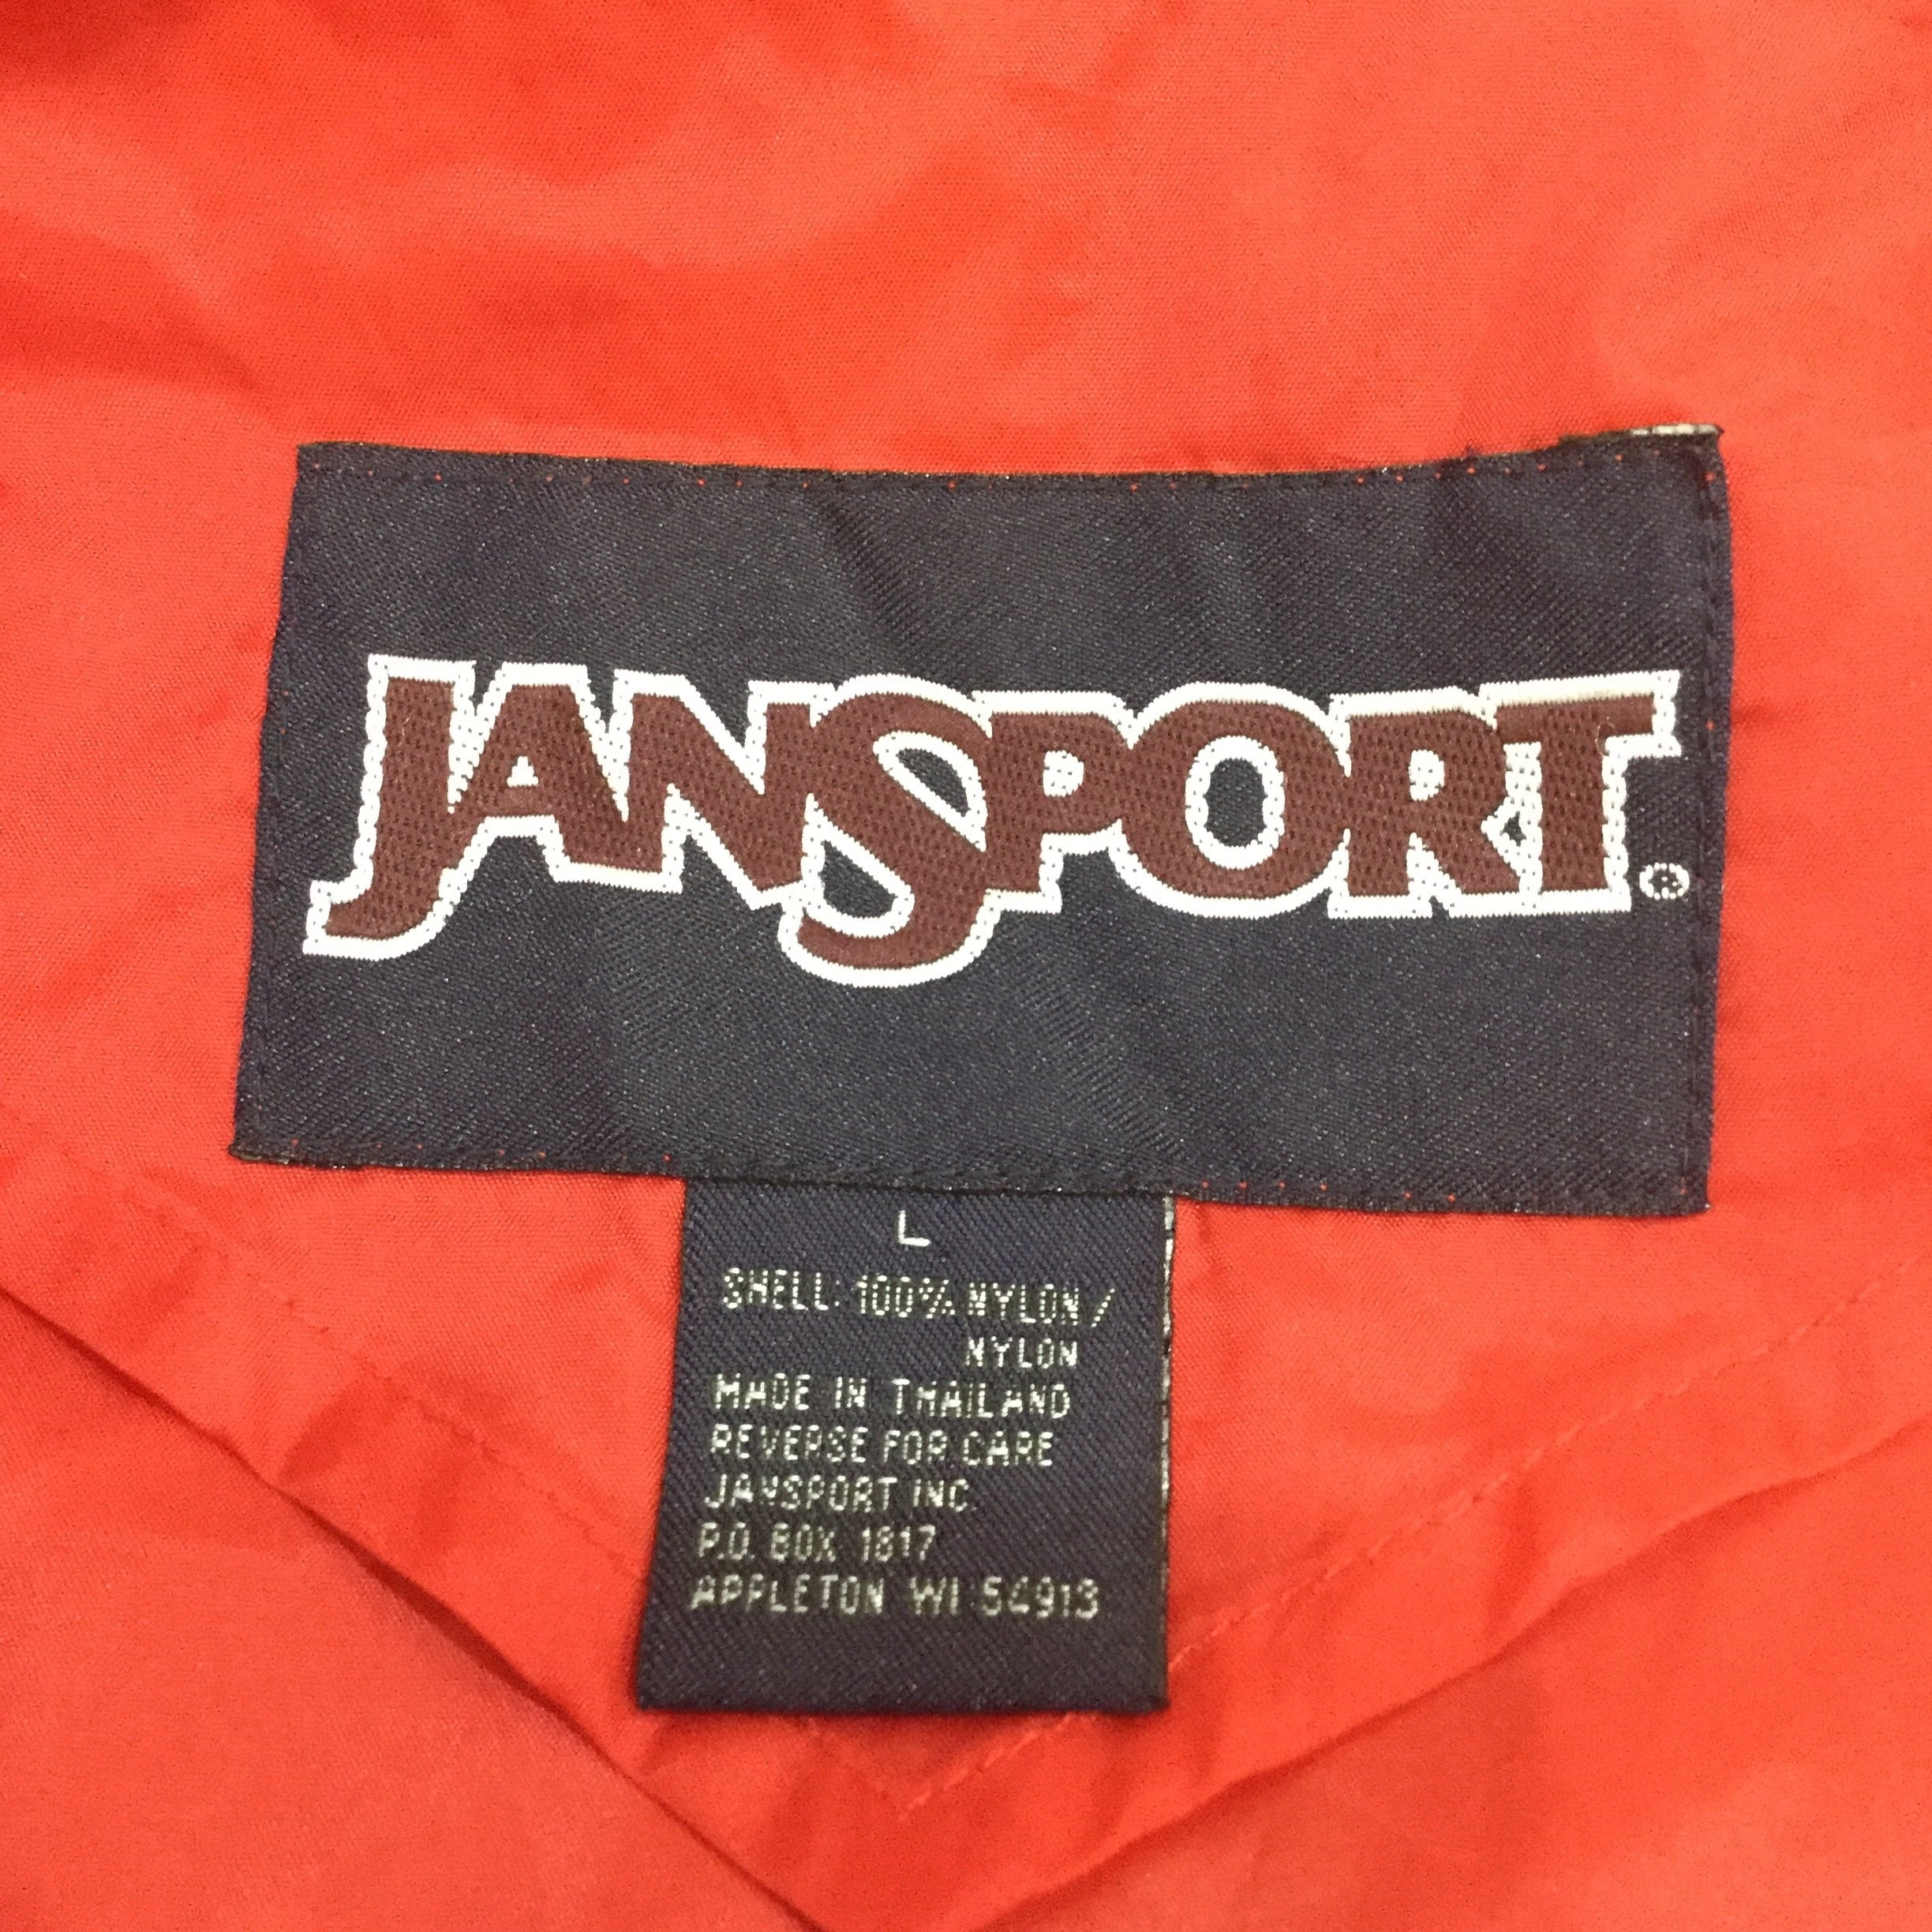 JANSPORT®
L
SHELL: 100% NYLON/
NYLON
MADE IN THAILAND
REVERSE FOR CARE
JANSPORT INC.
P.O. BOX 1817
APPLETON WI 54913